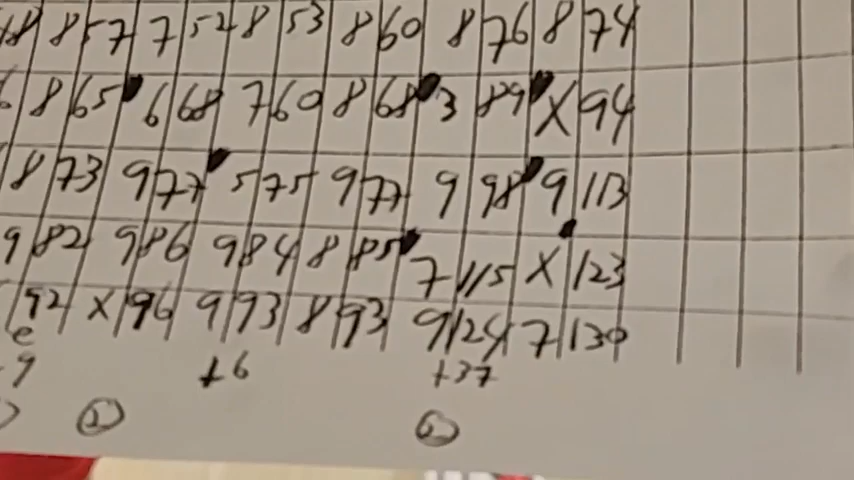 8 8 57 7 52 8 53 8 60 8 76 8 74
8 65 6 68 7 60 8 68 3 89 X 94
8 73 9 77 5 75 9 77 9 98 9 113
9 82 9 86 9 84 8 85 7 115 X 123
92 X 96 9 93 8 93 9 124 7 130
e
9 +6 +37